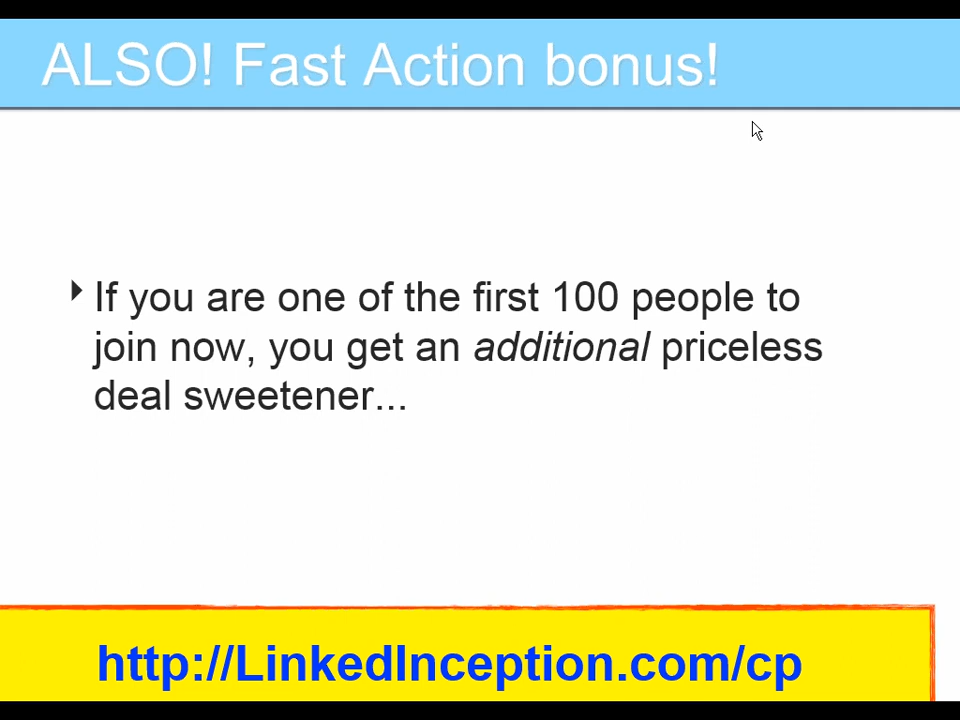 ALSO! Fast Action bonus!
If you are one of the first 100 people to
join now, you get an additional priceless
deal sweetener...
http://LinkedInception.com/cp